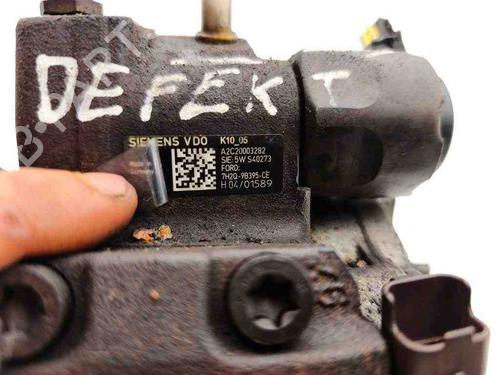 DEFEKT
SIEMENS VDO K10_05
A2C20003282
SIE-5W S40273
FORD:
7H2Q-9B395-CE
H 04/01589